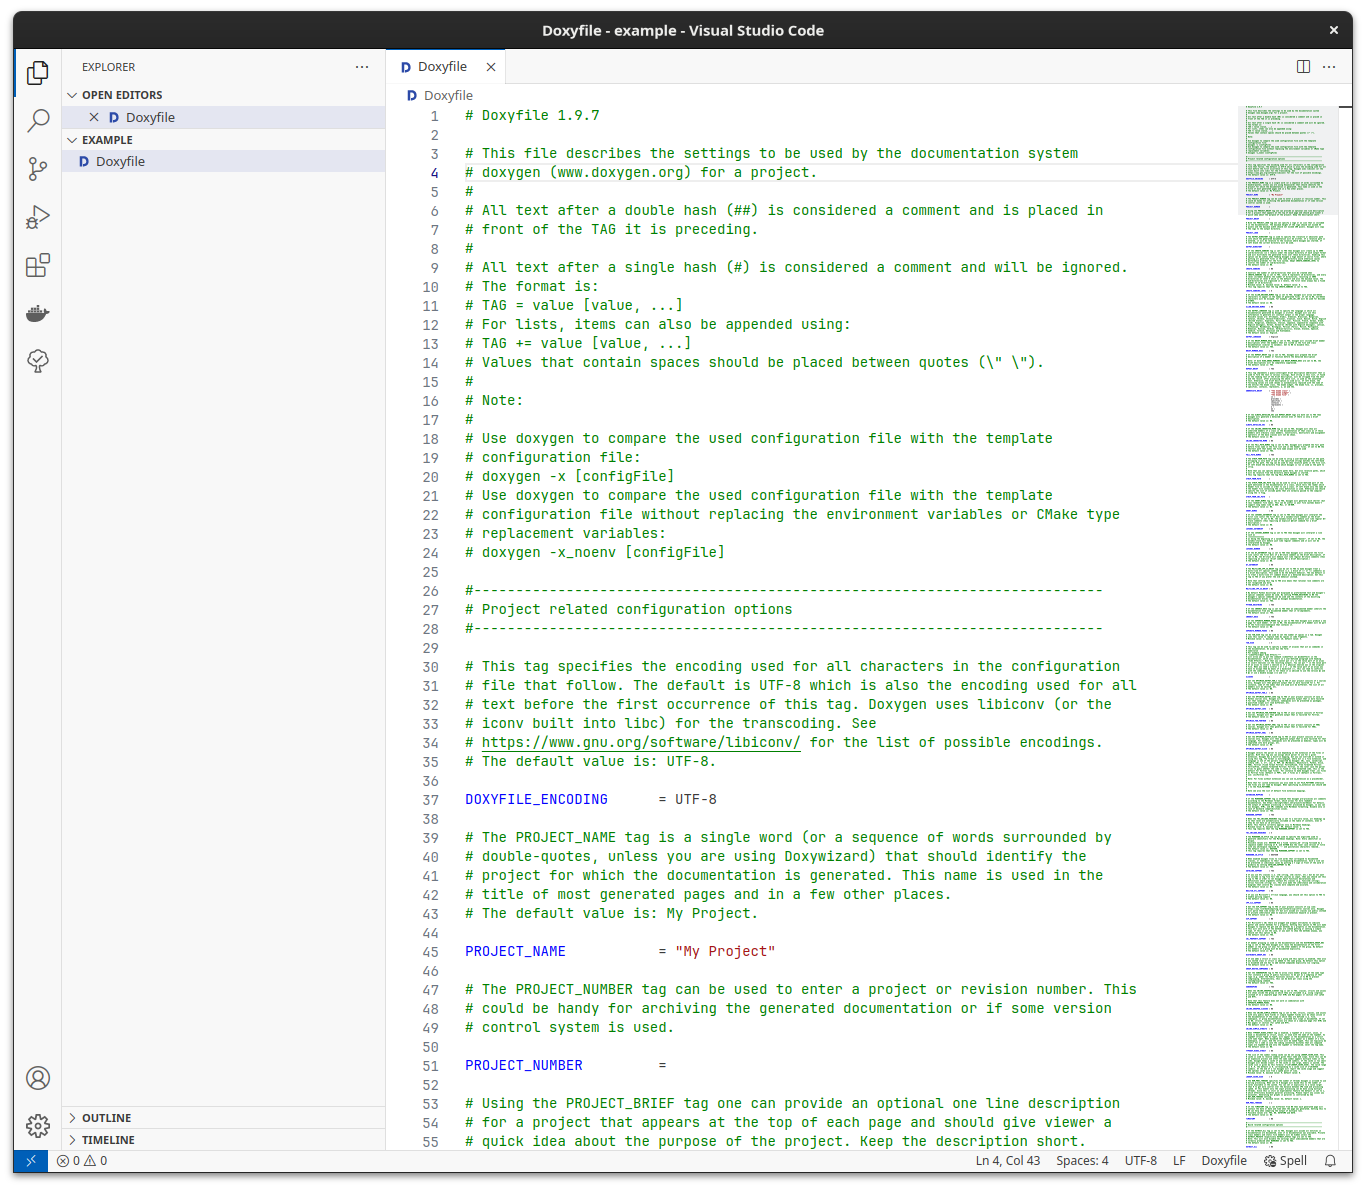 Doxyfile - example - Visual Studio Code
EXPLORER
OPEN EDITORS
Doxyfile
EXAMPLE
Doxyfile
OUTLINE
TIMELINE
Doxyfile
Doxyfile
1 # Doxyfile 1.9.7
2
3 # This file describes the settings to be used by the documentation system
4 # doxygen (www.doxygen.org) for a project.
5 #
6 # All text after a double hash (##) is considered a comment and is placed in
7 # front of the TAG it is preceding.
8 #
9 # All text after a single hash (#) is considered a comment and will be ignored.
10 # The format is:
11 # TAG = value [value, ...]
12 # For lists, items can also be appended using:
13 # TAG += value [value, ...]
14 # Values that contain spaces should be placed between quotes (\" \").
15 #
16 # Note:
17 #
18 # Use doxygen to compare the used configuration file with the template
19 # configuration file:
20 # doxygen -x [configFile]
21 # Use doxygen to compare the used configuration file with the template
22 # configuration file without replacing the environment variables or CMake type
23 # replacement variables:
24 # doxygen -x_noenv [configFile]
25
26 #---------------------------------------------------------------------------
27 # Project related configuration options
28 #---------------------------------------------------------------------------
29
30 # This tag specifies the encoding used for all characters in the configuration
31 # file that follow. The default is UTF-8 which is also the encoding used for all
32 # text before the first occurrence of this tag. Doxygen uses libiconv (or the
33 # iconv built into libc) for the transcoding. See
34 # https://www.gnu.org/software/libiconv/ for the list of possible encodings.
35 # The default value is: UTF-8.
36
37 DOXYFILE_ENCODING      = UTF-8
38
39 # The PROJECT_NAME tag is a single word (or a sequence of words surrounded by
40 # double-quotes, unless you are using Doxywizard) that should identify the
41 # project for which the documentation is generated. This name is used in the
42 # title of most generated pages and in a few other places.
43 # The default value is: My Project.
44
45 PROJECT_NAME           = "My Project"
46
47 # The PROJECT_NUMBER tag can be used to enter a project or revision number. This
48 # could be handy for archiving the generated documentation or if some version
49 # control system is used.
50
51 PROJECT_NUMBER         =
52
53 # Using the PROJECT_BRIEF tag one can provide an optional one line description
54 # for a project that appears at the top of each page and should give viewer a
55 # quick idea about the purpose of the project. Keep the description short.
0 0
Ln 4, Col 43 Spaces: 4 UTF-8 LF Doxyfile Spell